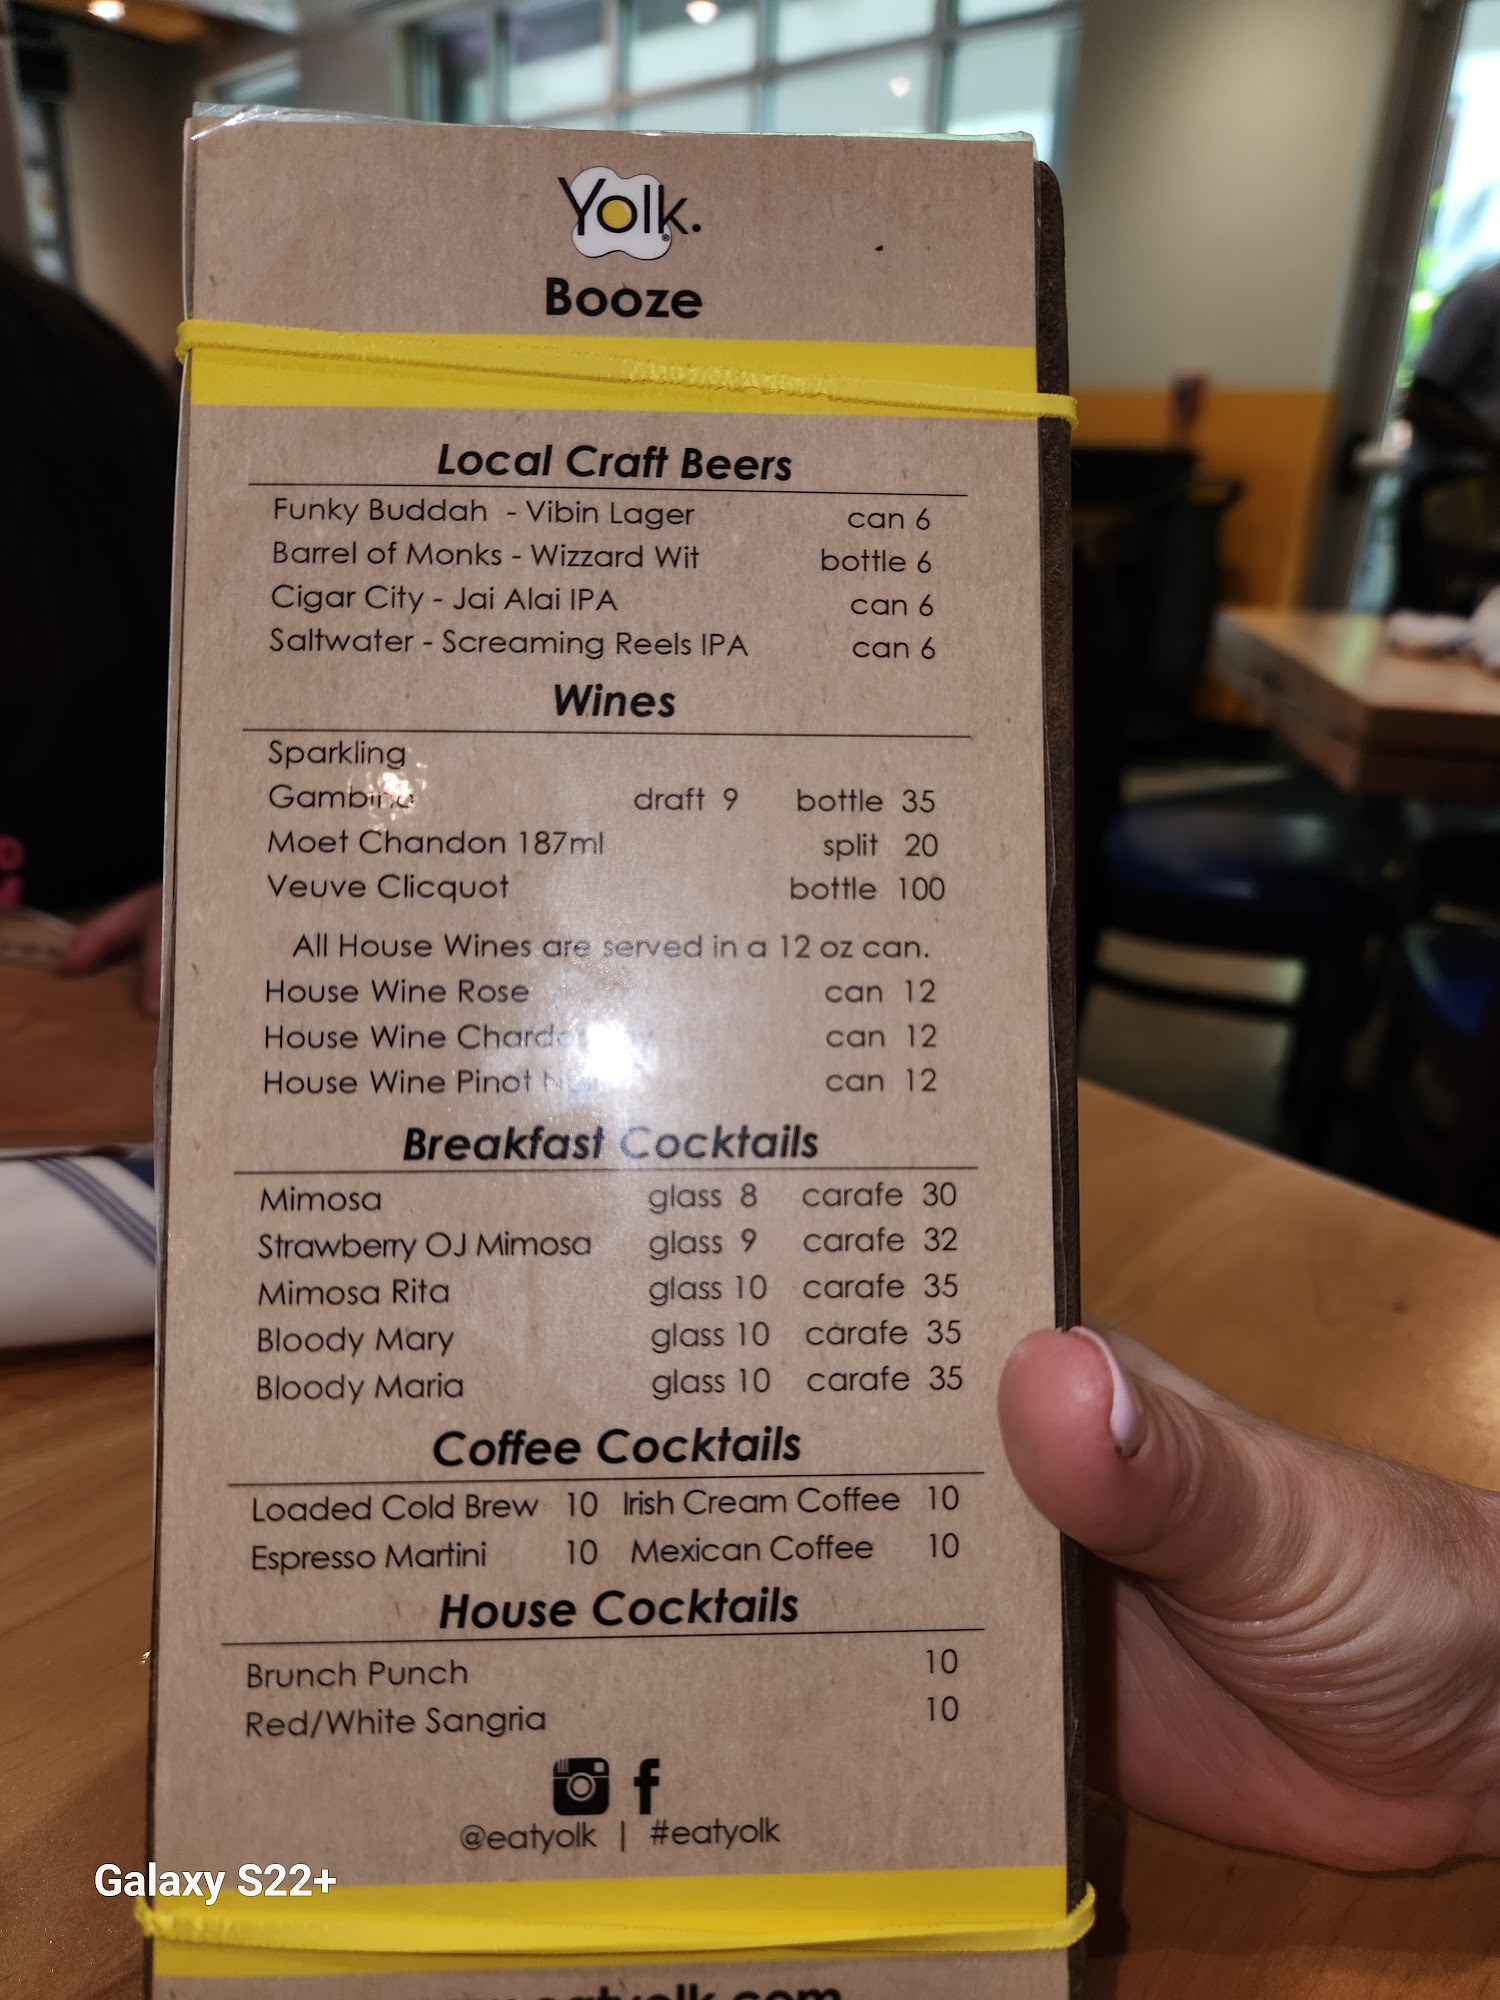 Yolk.
Booze
Local Craft Beers
Funky Buddah - Vibin Lager can 6
Barrel of Monks - Wizzard Wit bottle 6
Cigar City - Jai Alai IPA can 6
Saltwater - Screaming Reels IPA can 6
Wines
Sparkling
Gambino draft 9 bottle 35
Moet Chandon 187ml split 20
Veuve Clicquot bottle 100
All House Wines are served in a 12 oz can.
House Wine Rose can 12
House Wine Chardonnay can 12
House Wine Pinot can 12
Breakfast Cocktails
Mimosa glass 8 carafe 30
Strawberry OJ Mimosa glass 9 carafe 32
Mimosa Rita glass 10 carafe 35
Bloody Mary glass 10 carafe 35
Bloody Maria glass 10 carafe 35
Coffee Cocktails
Loaded Cold Brew 10 Irish Cream Coffee 10
Espresso Martini 10 Mexican Coffee 10
House Cocktails
Brunch Punch 10
Red/White Sangria 10
@eatyolk | #eatyolk
Galaxy S22+